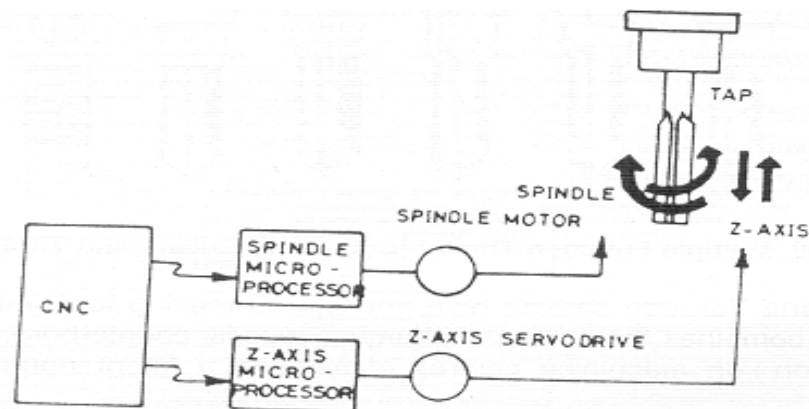 TAP
SPINDLE
SPINDLE MOTOR
Z-AXIS
CNC
SPINDLE
MICRO-
PROCESSOR
Z-AXIS SERVODRIVE
Z-AXIS
MICRO-
PROCESSOR